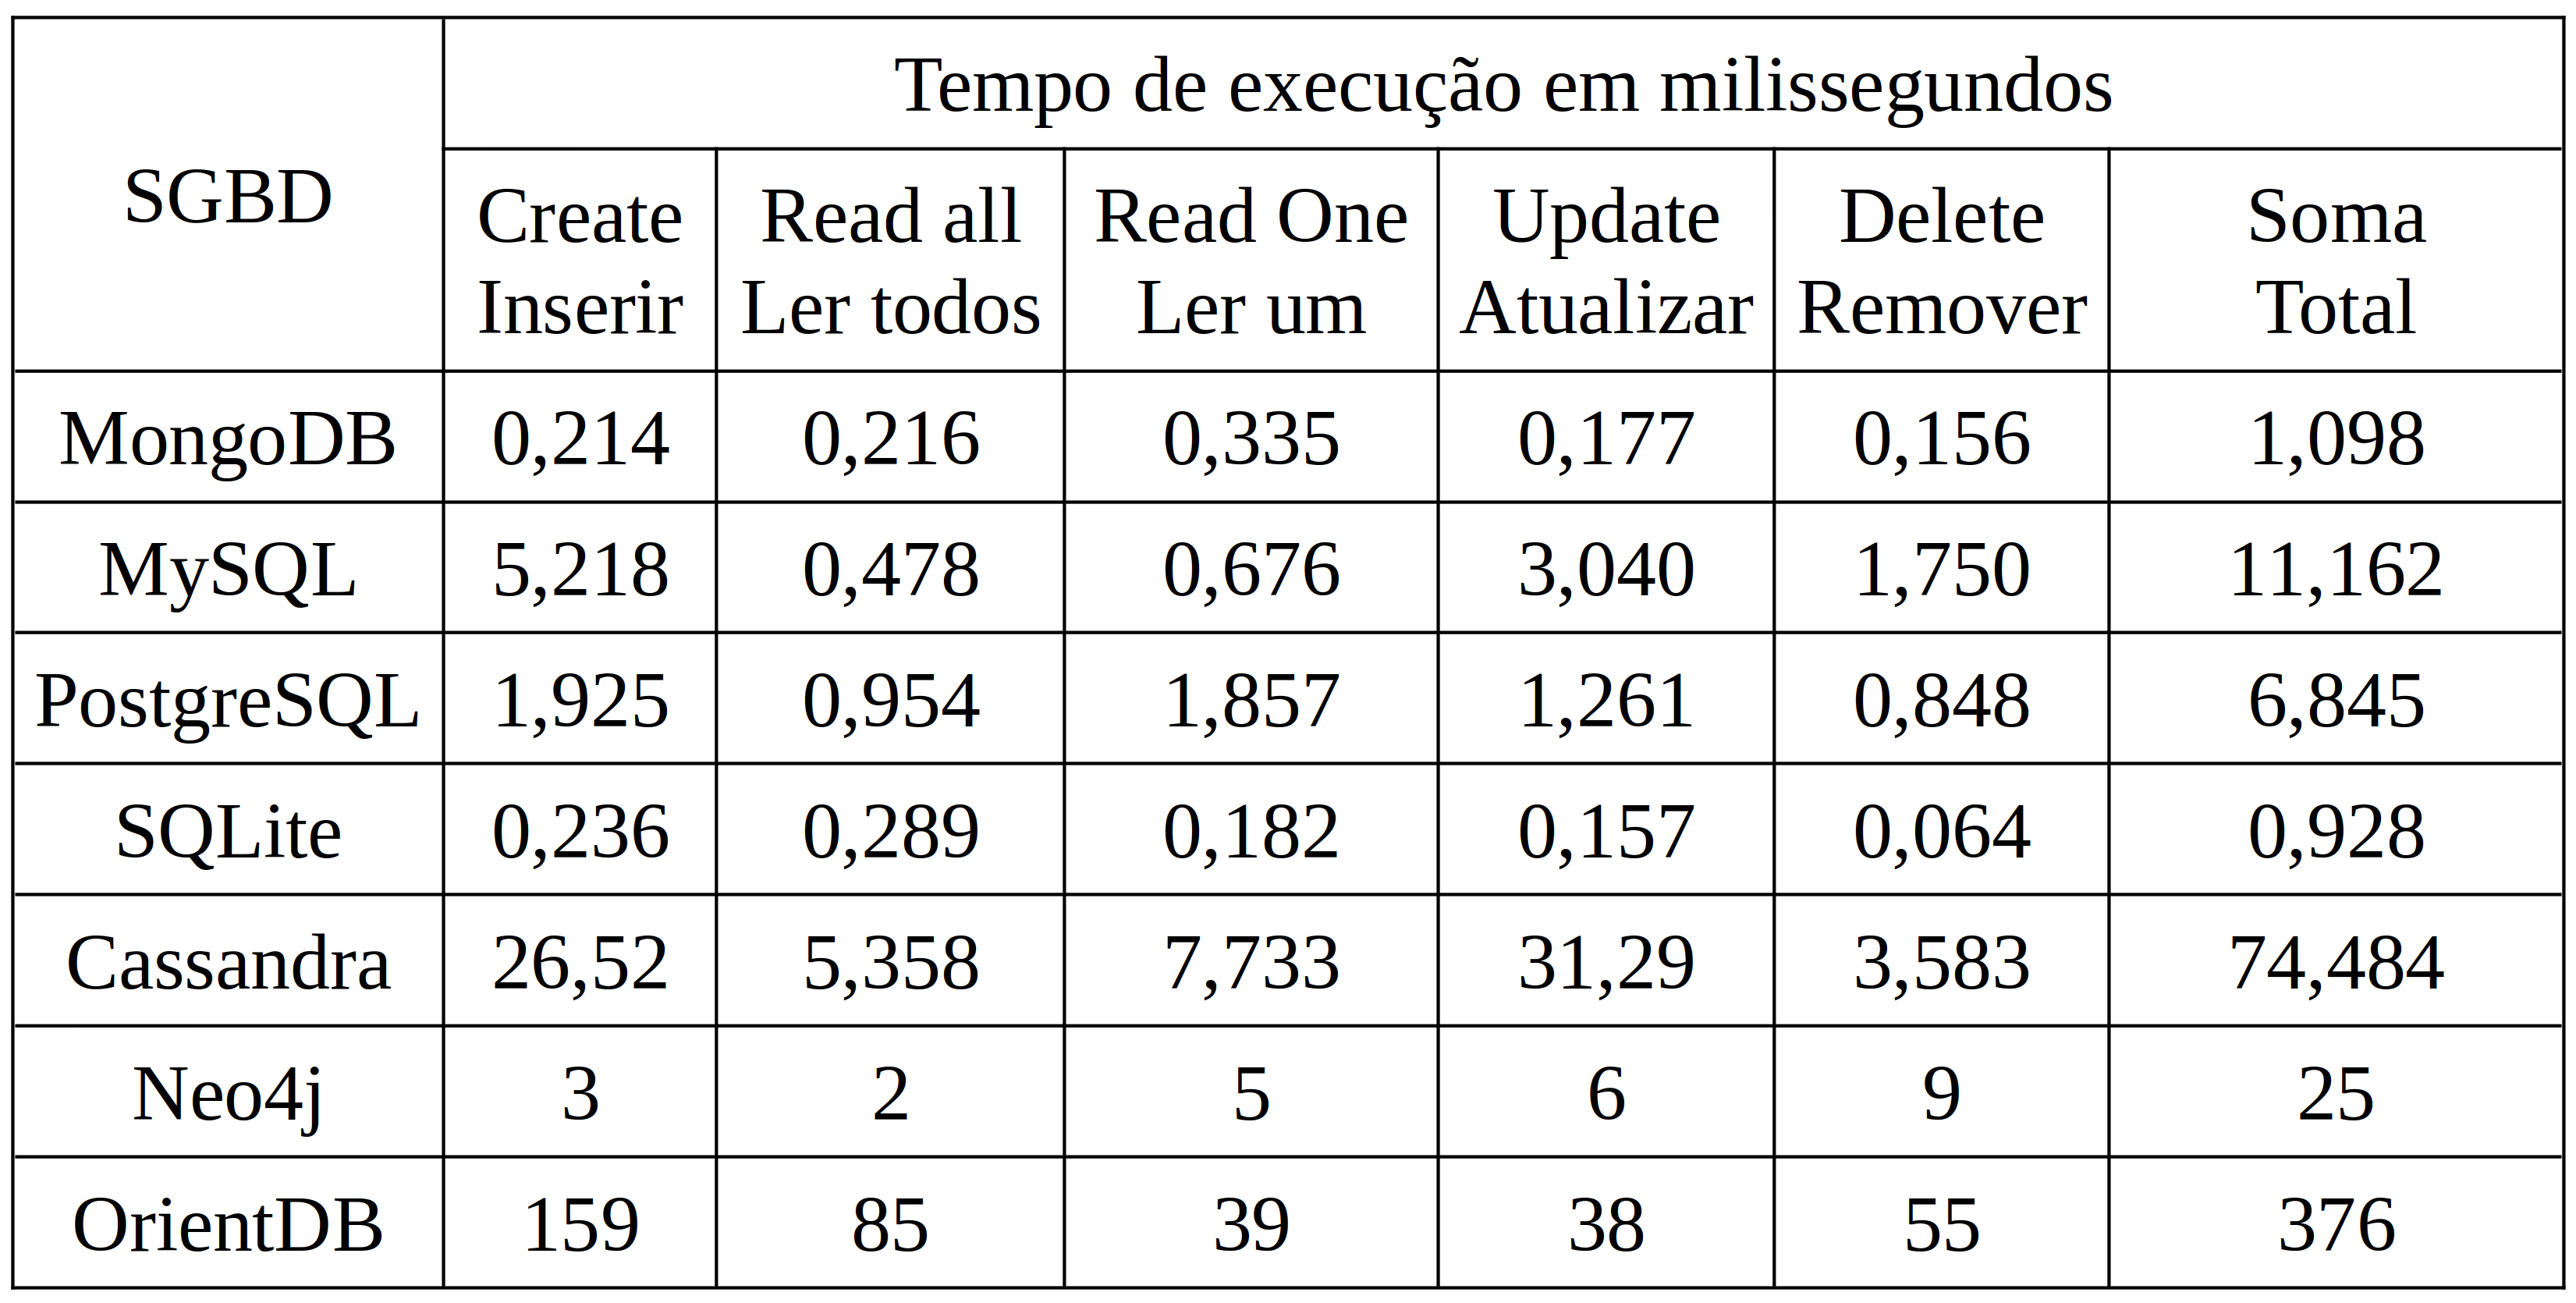 SGBD
Tempo de execução em milissegundos
Create Inserir
Read all Ler todos
Read One Ler um
Update Atualizar
Delete Remover
Soma Total
MongoDB 0,214 0,216 0,335 0,177 0,156 1,098
MySQL 5,218 0,478 0,676 3,040 1,750 11,162
PostgreSQL 1,925 0,954 1,857 1,261 0,848 6,845
SQLite 0,236 0,289 0,182 0,157 0,064 0,928
Cassandra 26,52 5,358 7,733 31,29 3,583 74,484
Neo4j 3 2 5 6 9 25
OrientDB 159 85 39 38 55 376